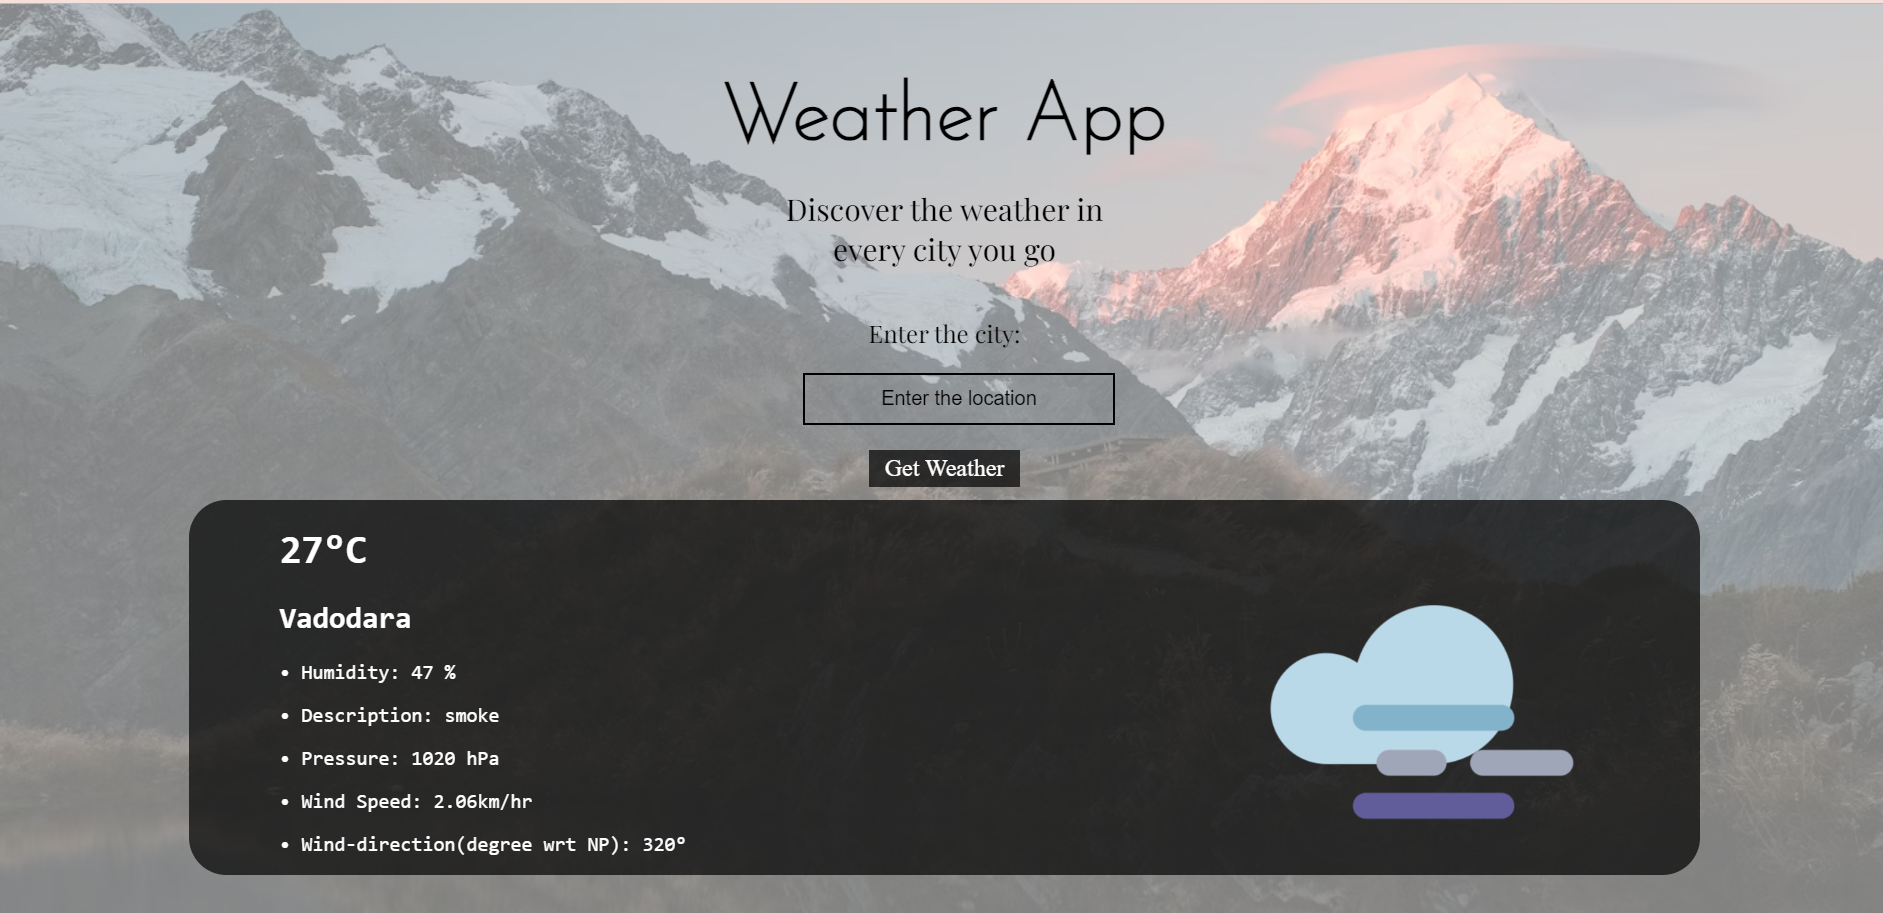 Weather App
Discover the weather in
every city you go
Enter the city:
Enter the location
Get Weather
27°C
Vadodara
• Humidity: 47 %
• Description: smoke
• Pressure: 1020 hPa
• Wind Speed: 2.06km/hr
• Wind-direction(degree wrt NP): 320°